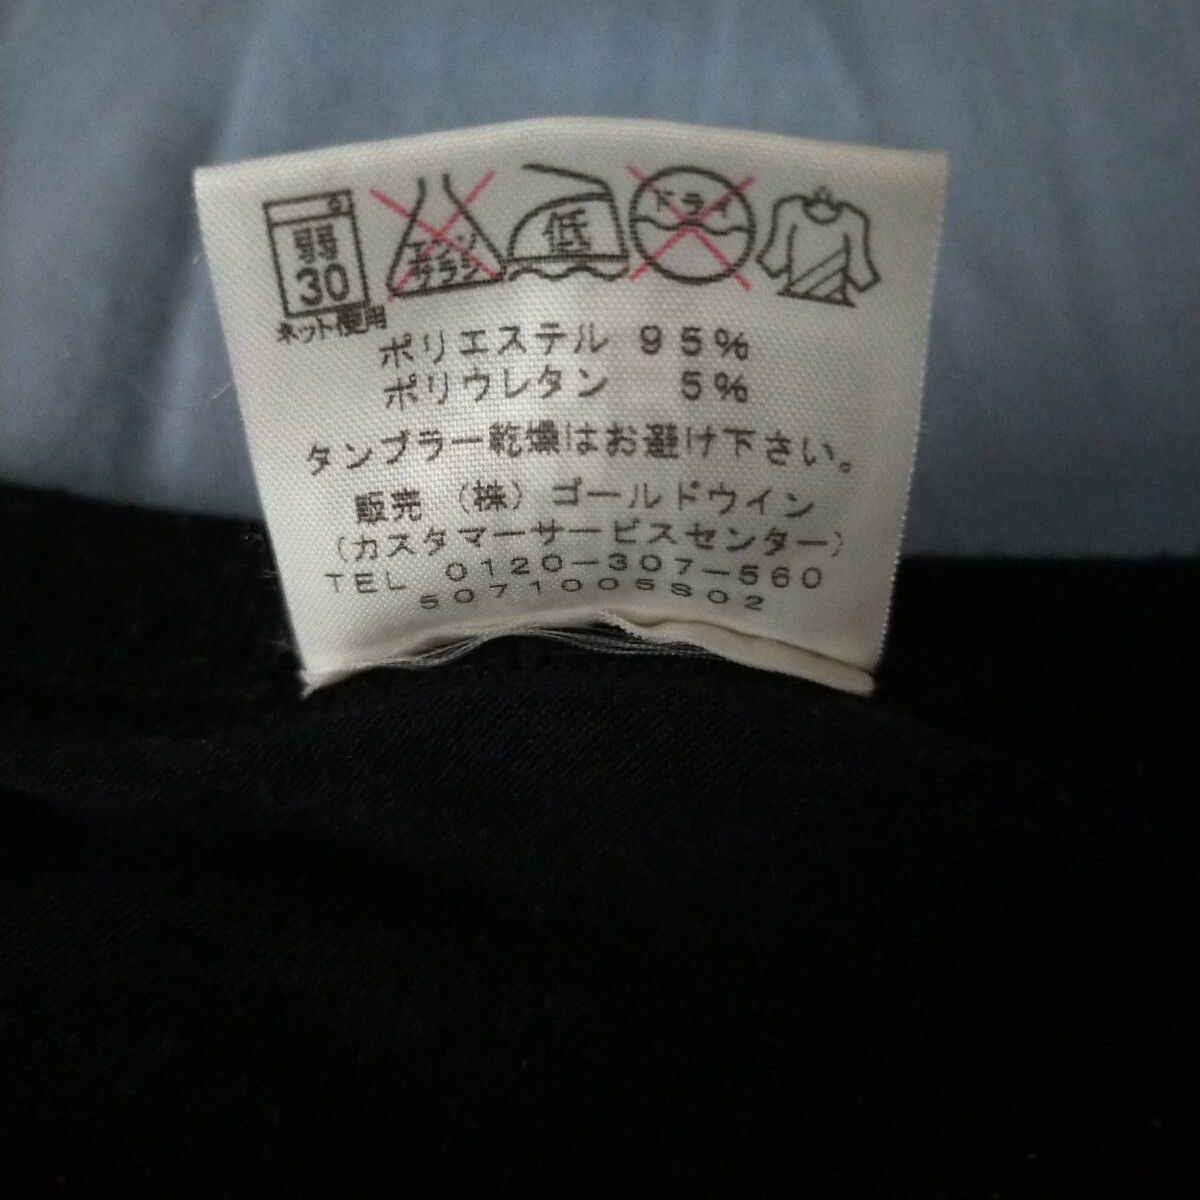 弱
30
ネット使用
エンソ
サラシ
低
ドライ
ポリエステル 95%
ポリウレタン 5%
タンブラー乾燥はお避け下さい。
販売 (株) ゴールドウイン
(カスタマーサービスセンター)
TEL 0120-307-560
5071005S02